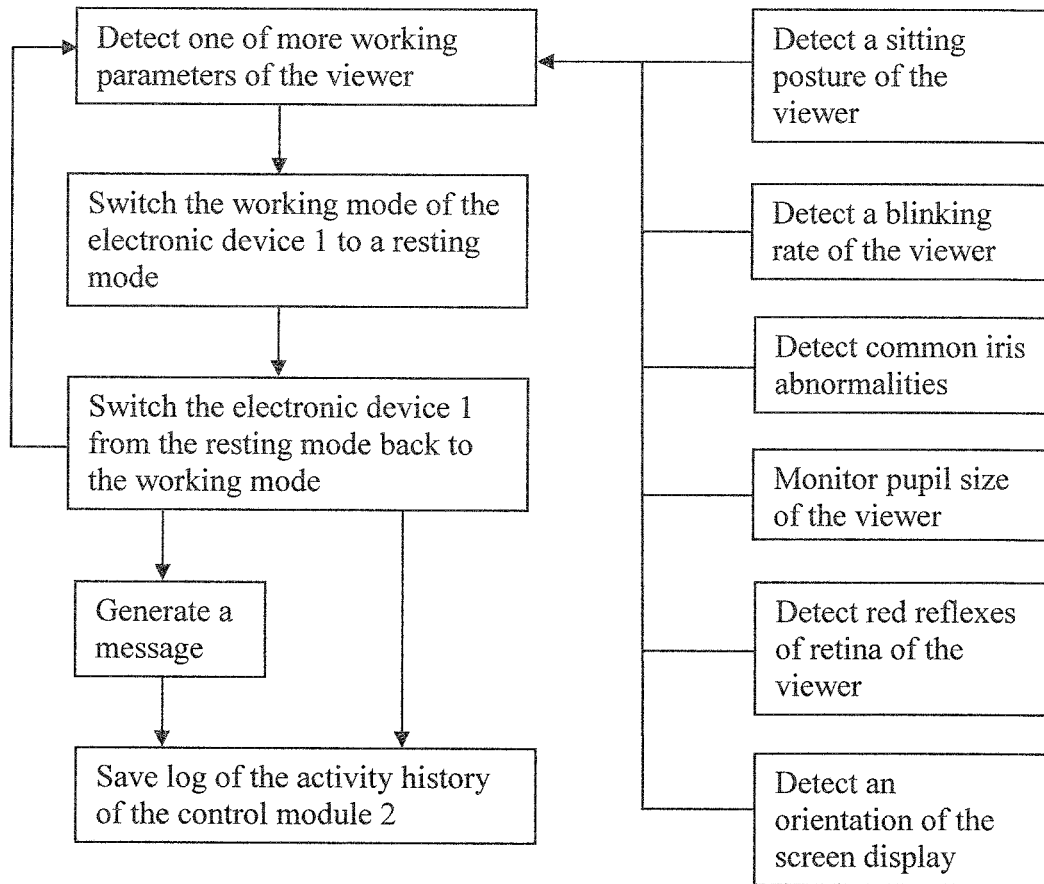 Detect one of more working
parameters of the viewer
Switch the working mode of the
electronic device 1 to a resting
mode
Switch the electronic device 1
from the resting mode back to
the working mode
Generate a
message
Save log of the activity history
of the control module 2
Detect a sitting
posture of the
viewer
Detect a blinking
rate of the viewer
Detect common iris
abnormalities
Monitor pupil size
of the viewer
Detect red reflexes
of retina of the
viewer
Detect an
orientation of the
screen display